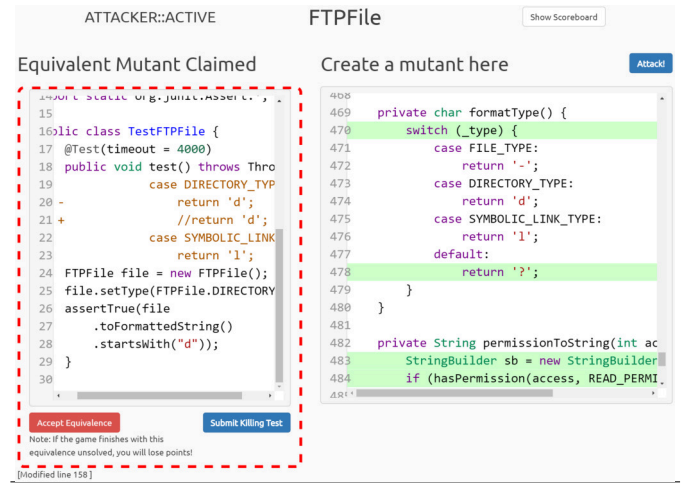 ATTACKER::ACTIVE
FTPFile
Show Scoreboard
Equivalent Mutant Claimed
15
16 lic class TestFTPFile {
17 @Test(timeout = 4000)
18 public void test() throws Thro
19 case DIRECTORY_TYP
20 - return 'd';
21 + //return 'd';
22 case SYMBOLIC_LINK
23 return 'l';
24 FTPFile file = new FTPFile();
25 file.setType(FTPFile.DIRECTORY
26 assertTrue(file
27 .toFormattedString()
28 .startsWith("d"));
29 }
30
Accept Equivalence
Submit Killing Test
Note: If the game finishes with this
equivalence unsolved, you will lose points!
[Modified line 158 ]
Create a mutant here
Attack!
468
469 private char formatType() {
470 switch (_type) {
471 case FILE_TYPE:
472 return '-';
473 case DIRECTORY_TYPE:
474 return 'd';
475 case SYMBOLIC_LINK_TYPE:
476 return 'l';
477 default:
478 return '?';
479 }
480 }
481
482 private String permissionToString(int ac
483 StringBuilder sb = new StringBuilder
484 if (hasPermission(access, READ_PERMI